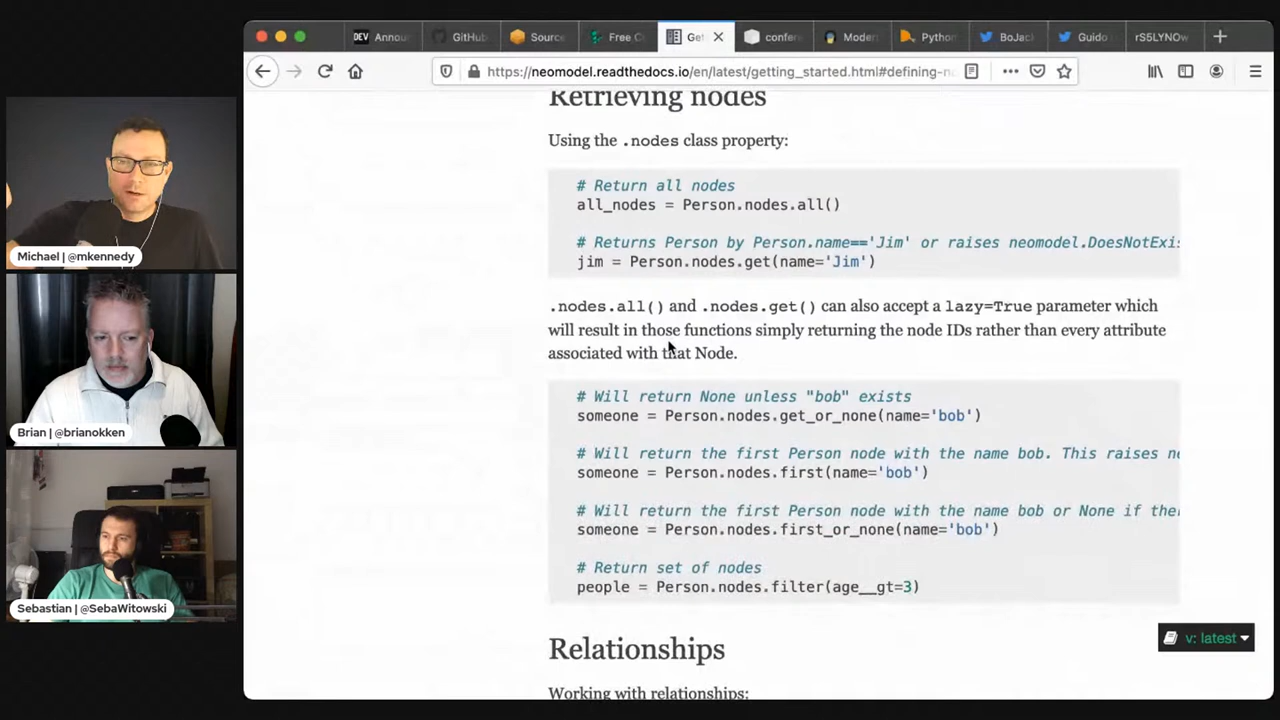 DEV Annou
GitHub
Source
Free C
Get
confer
Modern
Python
BoJack
Guido
rS5LYNOw
https://neomodel.readthedocs.io/en/latest/getting_started.html#defining-n
Retrieving nodes
Using the .nodes class property:
# Return all nodes
all_nodes = Person.nodes.all()
# Returns Person by Person.name=='Jim' or raises neomodel.DoesNotExis
jim = Person.nodes.get(name='Jim')
.nodes.all() and .nodes.get() can also accept a lazy=True parameter which
will result in those functions simply returning the node IDs rather than every attribute
associated with that Node.
# Will return None unless "bob" exists
someone = Person.nodes.get_or_none(name='bob')
# Will return the first Person node with the name bob. This raises ne
someone = Person.nodes.first(name='bob')
# Will return the first Person node with the name bob or None if ther
someone = Person.nodes.first_or_none(name='bob')
# Return set of nodes
people = Person.nodes.filter(age__gt=3)
Relationships
Working with relationships:
v: latest
Michael | @mkennedy
Brian | @brianokken
Sebastian | @SebaWitowski